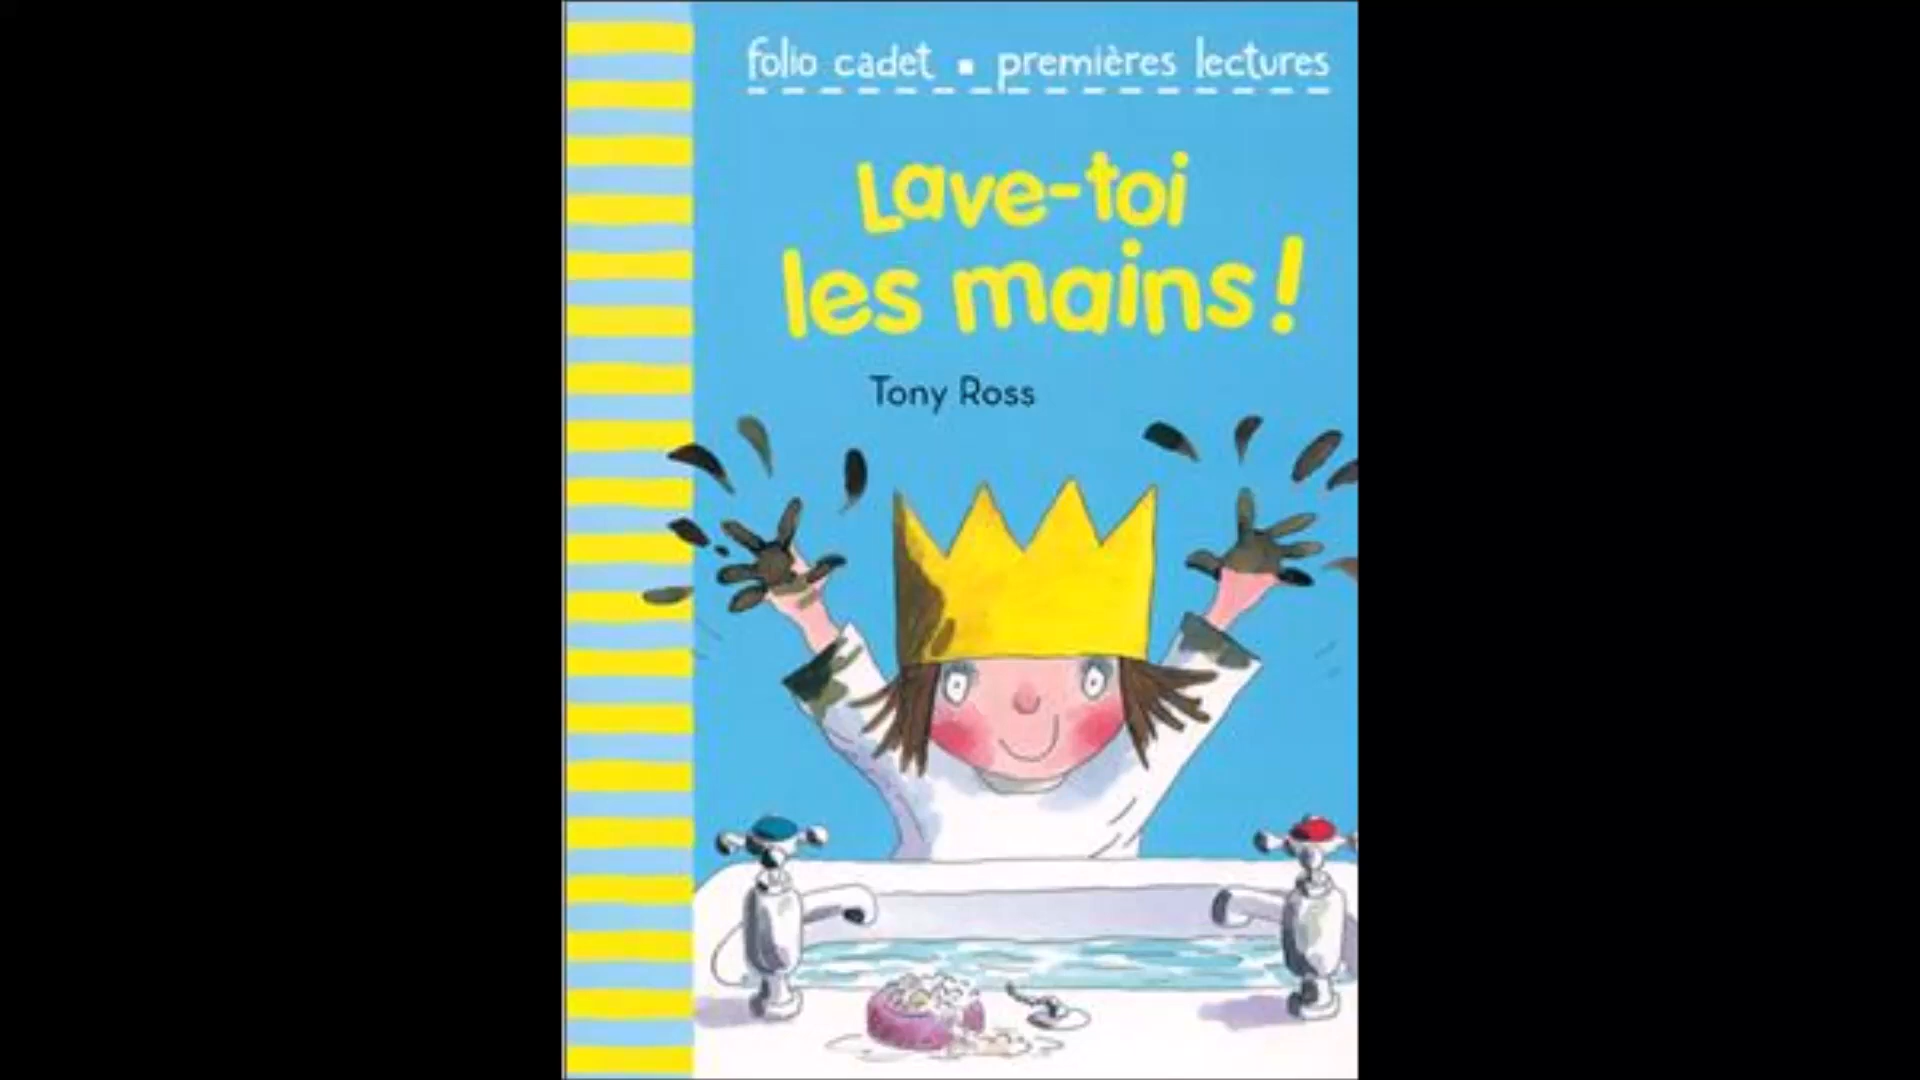 folio cadet ▪ premières lectures
Lave-toi
les mains !
Tony Ross